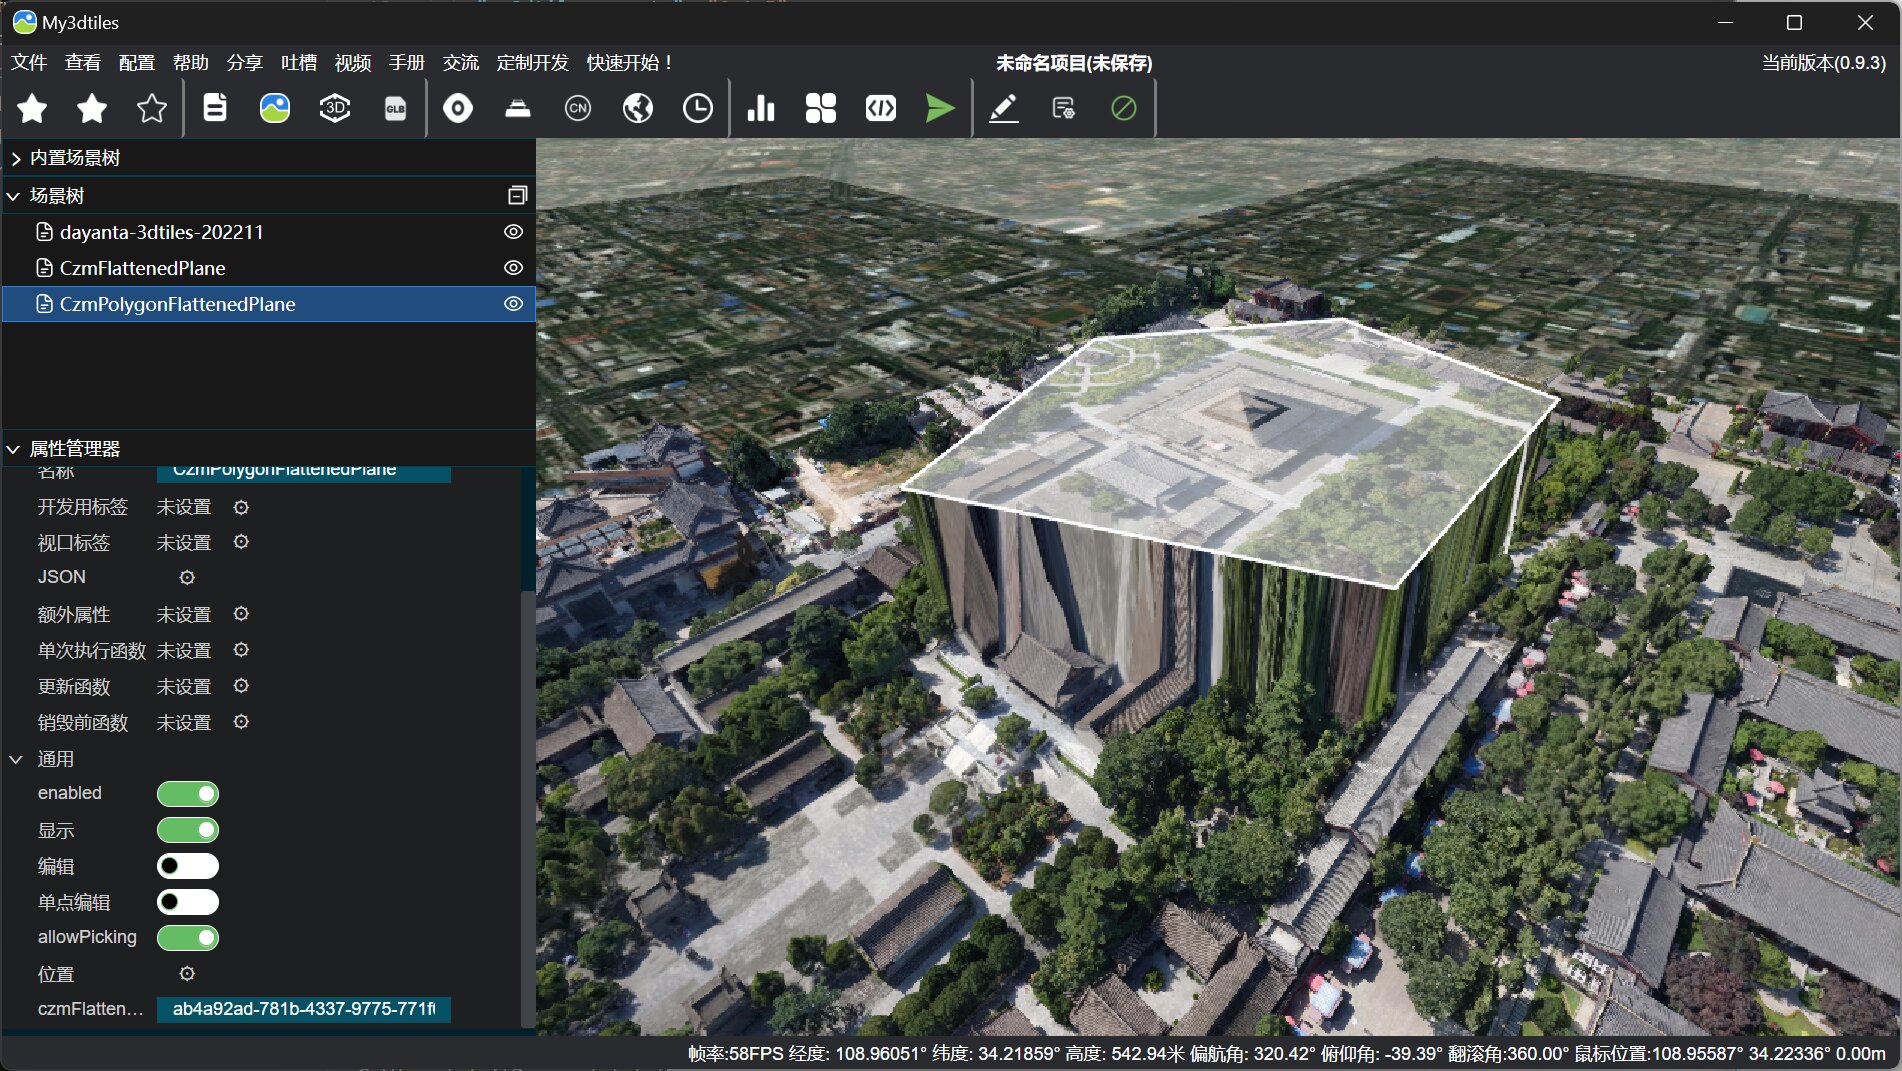 My3dtiles
文件 查看 配置 帮助 分享 吐槽 视频 手册 交流 定制开发 快速开始！ 未命名项目(未保存) 当前版本(0.9.3)
3D GLB CN
内置场景树
场景树
dayanta-3dtiles-202211
CzmFlattenedPlane
CzmPolygonFlattenedPlane
属性管理器
名称 CzmPolygonFlattenedPlane
开发用标签 未设置
视口标签 未设置
JSON
额外属性 未设置
单次执行函数 未设置
更新函数 未设置
销毁前函数 未设置
通用
enabled
显示
编辑
单点编辑
allowPicking
位置
czmFlatten... ab4a92ad-781b-4337-9775-771f
帧率:58FPS 经度: 108.96051° 纬度: 34.21859° 高度: 542.94米 偏航角: 320.42° 俯仰角: -39.39° 翻滚角:360.00° 鼠标位置:108.95587° 34.22336° 0.00m